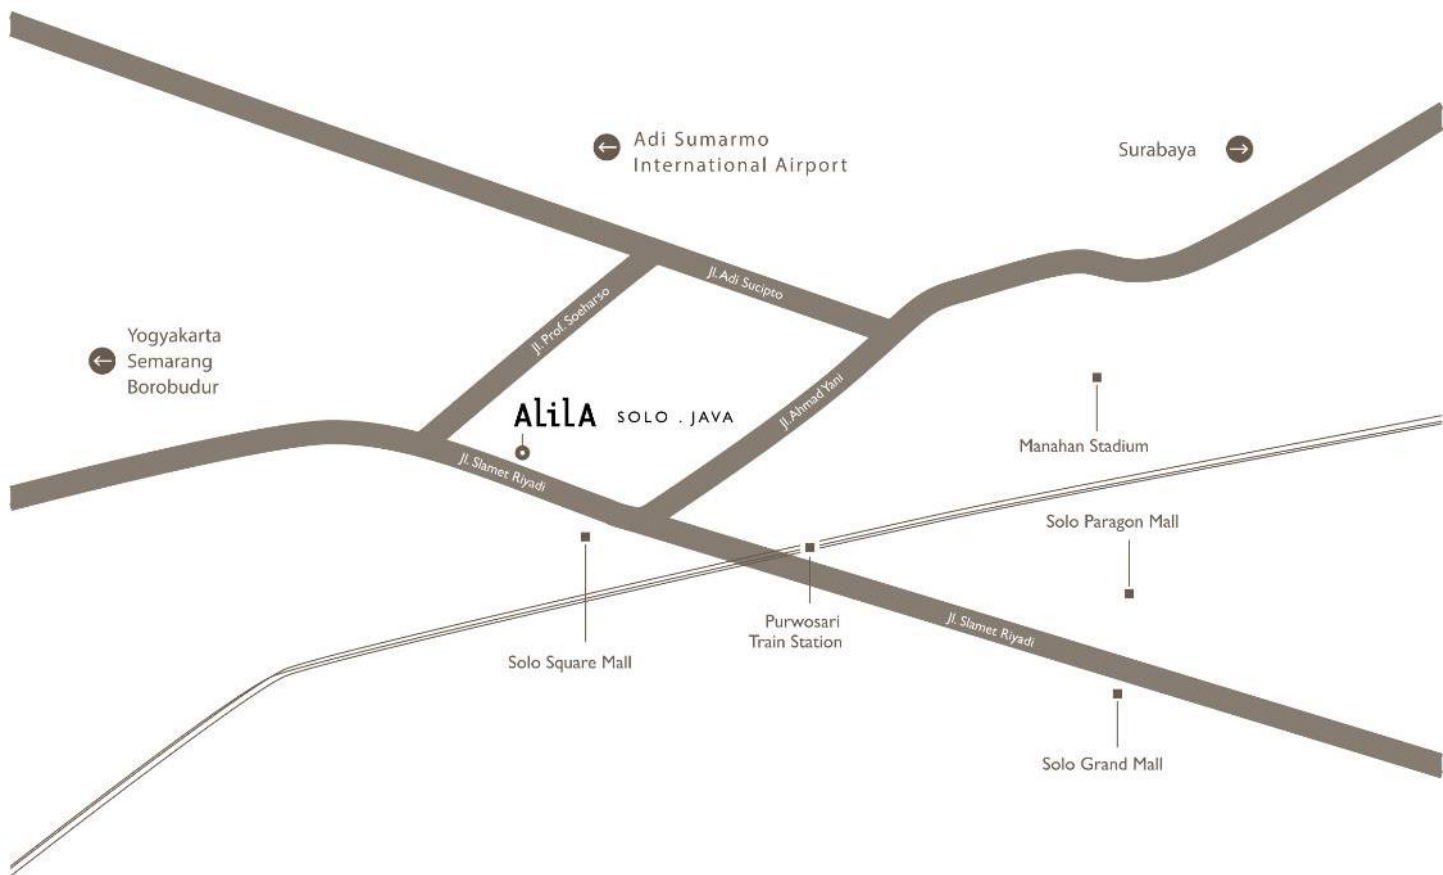 Adi Sumarmo
International Airport
Surabaya
Jl. Adi Sucipto
Jl. Prof. Soeharso
Yogyakarta
Semarang
Borobudur
Jl. Ahmad Yani
AlilA SOLO . JAVA
Manahan Stadium
Jl. Slamet Riyadi
Solo Paragon Mall
Purwosari
Train Station
Jl. Slamet Riyadi
Solo Square Mall
Solo Grand Mall